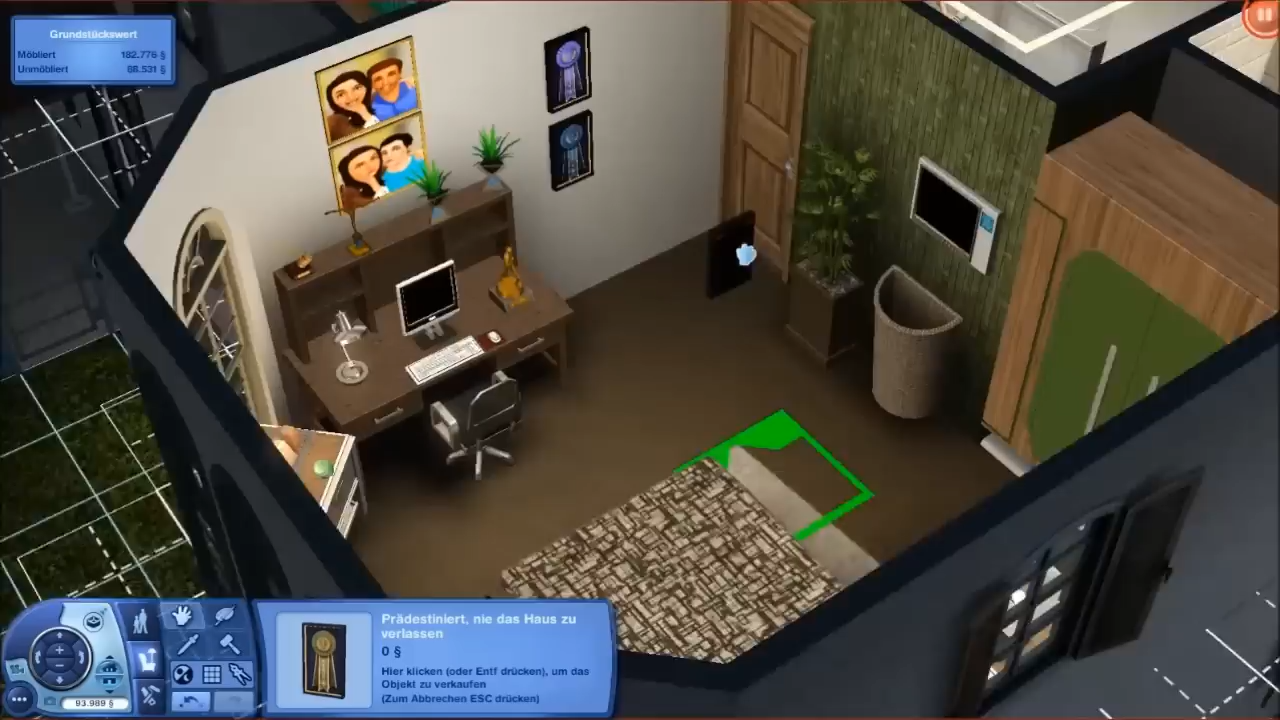 Grundstückswert
Möbliert 182.776 §
Unmöbliert 88.531 §
Prädestiniert, nie das Haus zu
verlassen
0 §
Hier klicken (oder Entf drücken), um das
Objekt zu verkaufen
(Zum Abbrechen ESC drücken)
93.989 §